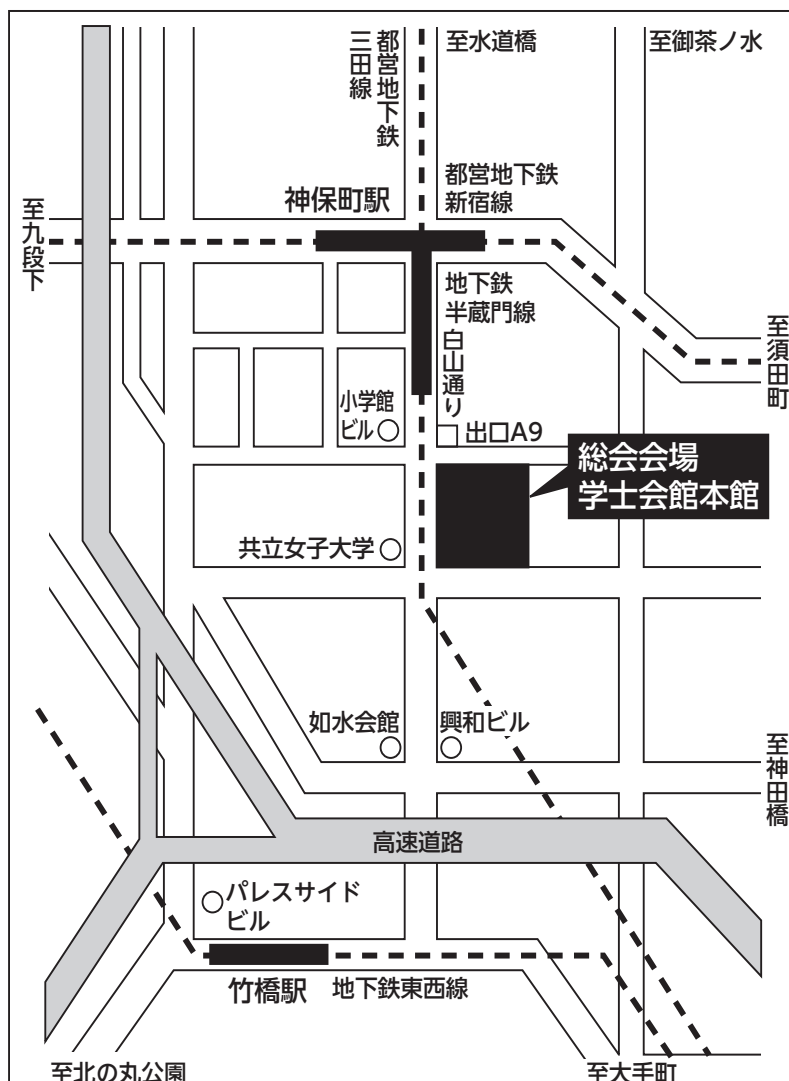 都営地下鉄
三田線
至水道橋
至御茶ノ水
神保町駅
都営地下鉄
新宿線
至九段下
地下鉄
半蔵門線
白山通り
至須田町
小学館
ビル
出口A9
総会会場
学士会館本館
共立女子大学
如水会館
興和ビル
至神田橋
高速道路
パレスサイド
ビル
竹橋駅
地下鉄東西線
至北の丸公園
至大手町